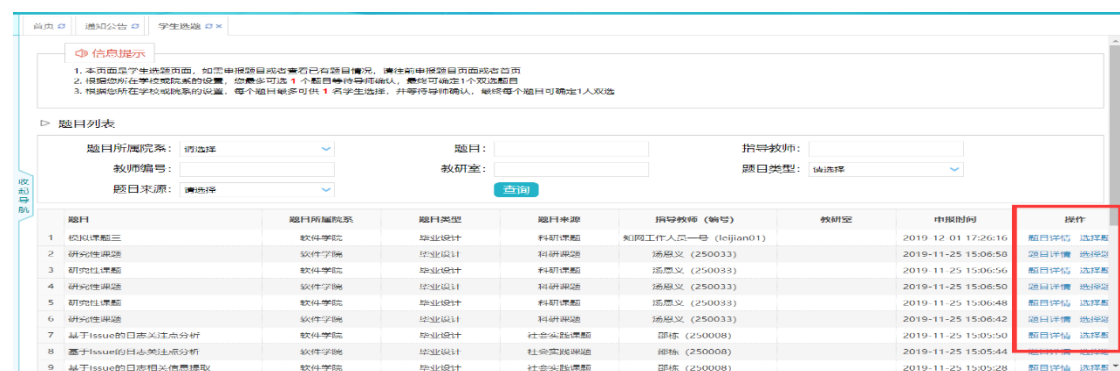 首页 通知公告 学生选题 ×
信息提示
1. 本页面是学生选题页面，如需申报题目或者查看已有题目情况，请往前申报题目页面或者首页
2. 根据您所在学校或院系的设置，您最多可选 1 个题目等待导师确认，最终可确定1个双选题目
3. 根据您所在学校或院系的设置，每个题目最多可供 1 名学生选择，并等待导师确认，最终每个题目可确定1人双选
题目列表
题目所属院系： 请选择 题目： 指导教师：
教师编号： 教研室： 题目类型： 请选择
题目来源： 请选择 查询
收起导航
题目 题目所属院系 题目类型 题目来源 指导教师（编号） 教研室 申报时间 操作
1 模拟课题三 软件学院 毕业设计 科研课题 知网工作人员一号 (leijian01) 2019-12-01 17:26:16 题目详情 选择题
2 研究性课题 软件学院 毕业设计 科研课题 汤恩义 (250033) 2019-11-25 15:06:58 题目详情 选择题
3 研究性课题 软件学院 毕业设计 科研课题 汤恩义 (250033) 2019-11-25 15:06:56 题目详情 选择题
4 研究性课题 软件学院 毕业设计 科研课题 汤恩义 (250033) 2019-11-25 15:06:50 题目详情 选择题
5 研究性课题 软件学院 毕业设计 科研课题 汤恩义 (250033) 2019-11-25 15:06:48 题目详情 选择题
6 研究性课题 软件学院 毕业设计 科研课题 汤恩义 (250033) 2019-11-25 15:06:42 题目详情 选择题
7 基于Issue的日志关注点分析 软件学院 毕业设计 社会实践课题 邵栋 (250008) 2019-11-25 15:05:50 题目详情 选择题
8 基于Issue的日志关注点分析 软件学院 毕业设计 社会实践课题 邵栋 (250008) 2019-11-25 15:05:44 题目详情 选择题
9 基于Issue的日志相关信息提取 软件学院 毕业设计 社会实践课题 邵栋 (250008) 2019-11-25 15:05:28 题目详情 选择题